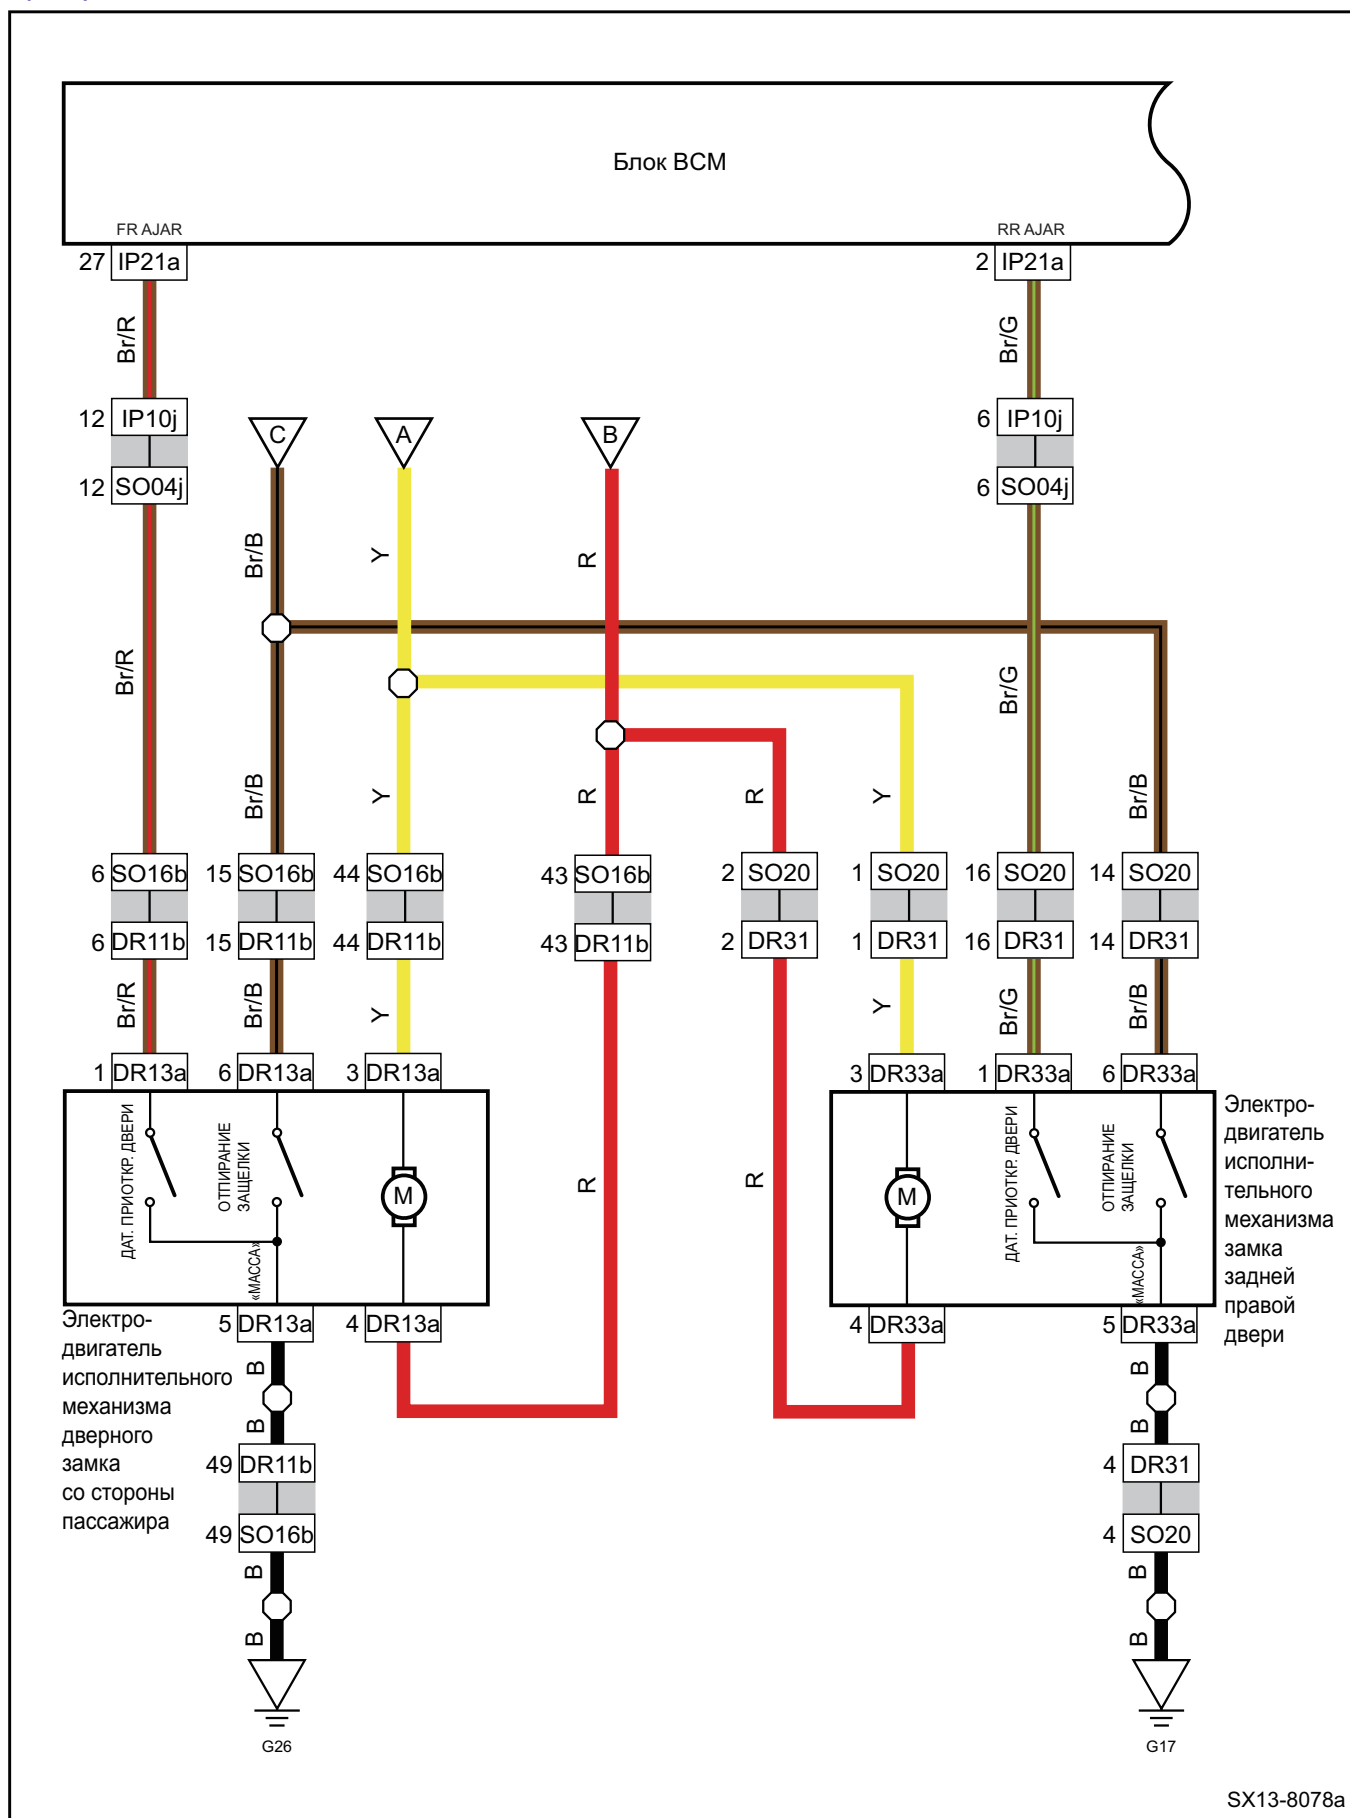 Блок BCM
FR AJAR
RR AJAR
27 IP21a
2 IP21a
Br/R
Br/G
12 IP10j
6 IP10j
C
A
B
12 SO04j
6 SO04j
Br/B
Y
R
Br/R
Br/G
Br/B
Y
R
R
Y
Br/B
6 SO16b
15 SO16b
44 SO16b
43 SO16b
2 SO20
1 SO20
16 SO20
14 SO20
6 DR11b
15 DR11b
44 DR11b
43 DR11b
2 DR31
1 DR31
16 DR31
14 DR31
Br/R
Br/B
Y
Y
Br/G
Br/B
1 DR13a
6 DR13a
3 DR13a
3 DR33a
1 DR33a
6 DR33a
ДАТ. ПРИОТКР. ДВЕРИ
ОТПИРАНИЕ
ЗАЩЕЛКИ
«МАССА»
M
R
R
M
ДАТ. ПРИОТКР. ДВЕРИ
ОТПИРАНИЕ
ЗАЩЕЛКИ
«МАССА»
Электро-
двигатель
исполни-
тельного
механизма
замка
задней
правой
двери
5 DR13a
4 DR13a
4 DR33a
5 DR33a
Электро-
двигатель
исполнительного
механизма
дверного
замка
со стороны
пассажира
B
B
B
B
49 DR11b
4 DR31
49 SO16b
4 SO20
B
B
B
B
G26
G17
SX13-8078a